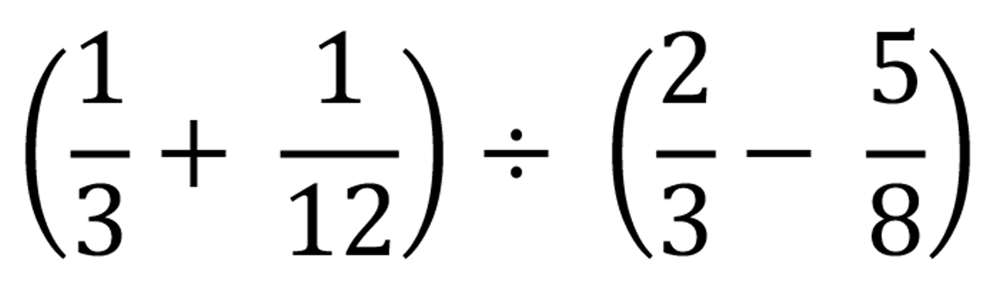 (1/3 + 1/12) ÷ (2/3 − 5/8)